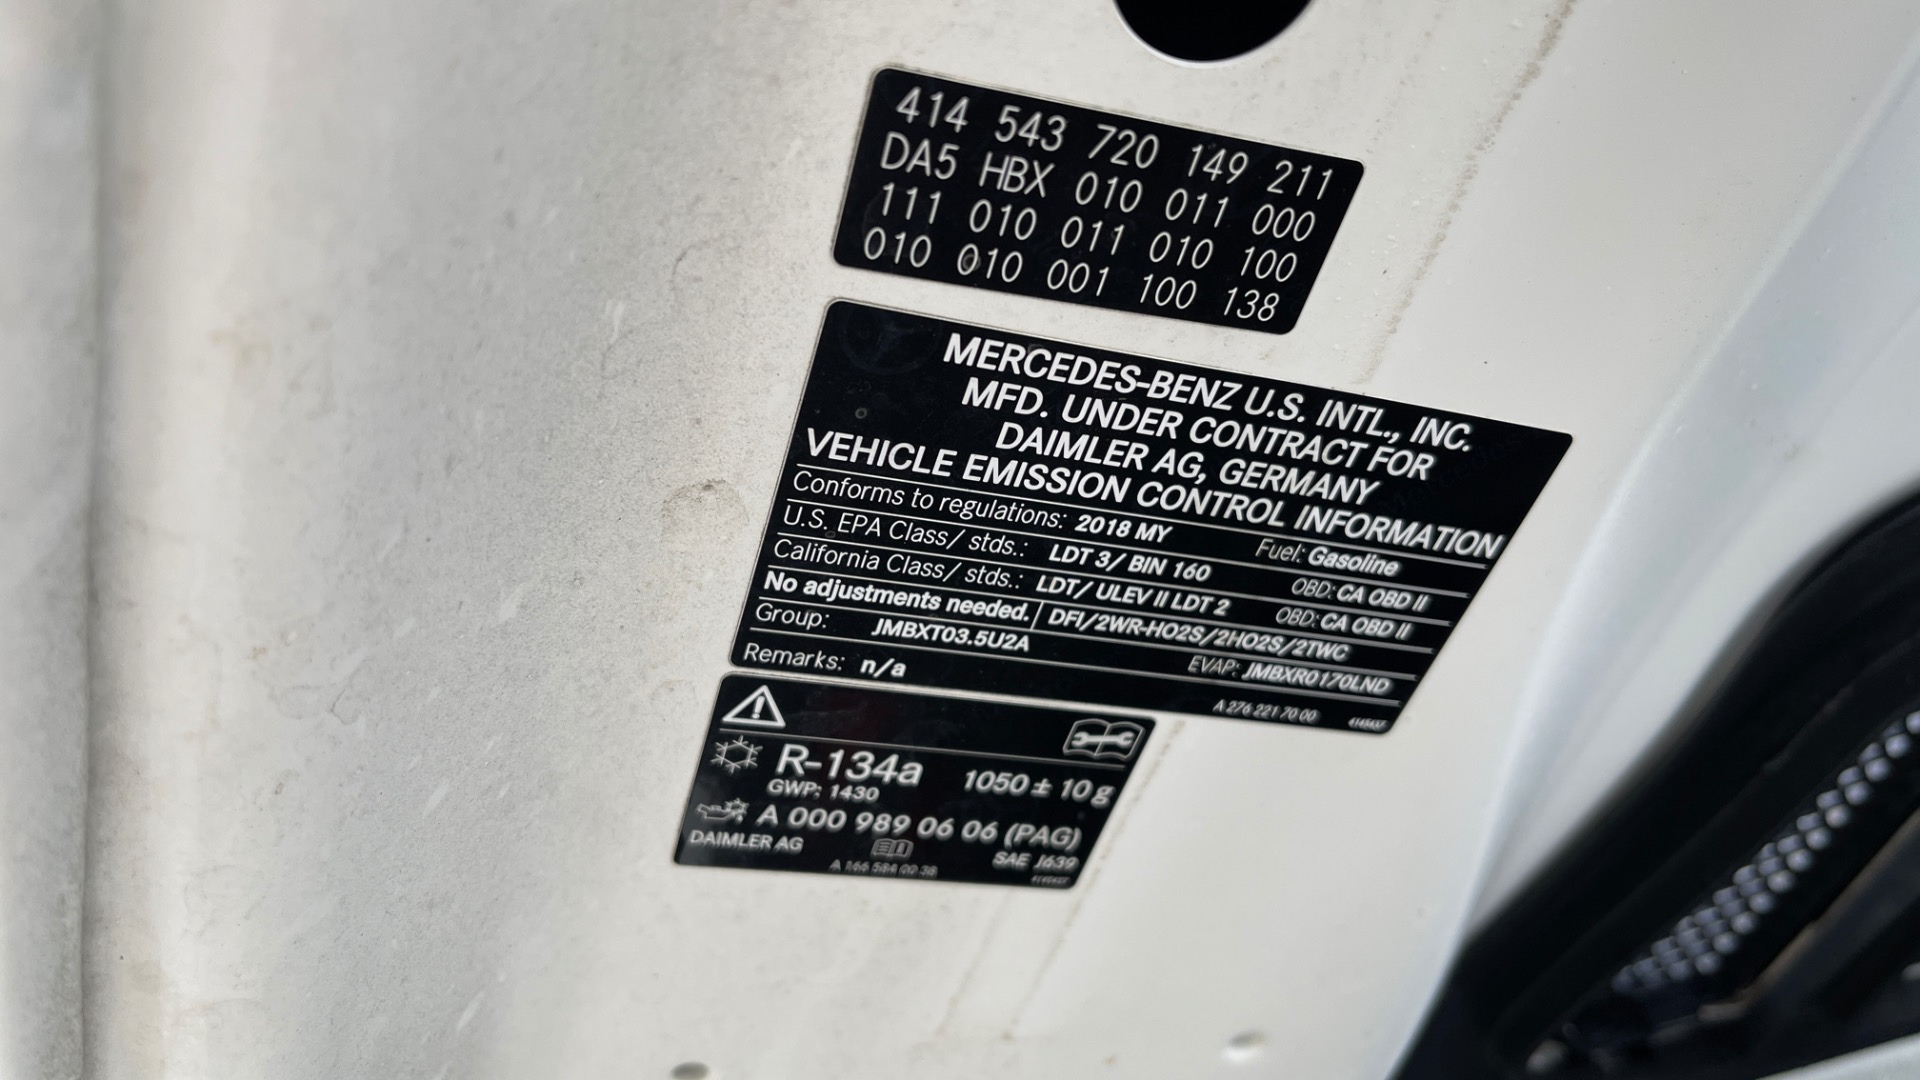 414 543 720 149 211
DA5 HBX 010 011 000
111 010 011 010 100
010 010 001 100 138
MERCEDES-BENZ U.S. INTL., INC.
MFD. UNDER CONTRACT FOR
DAIMLER AG, GERMANY
VEHICLE EMISSION CONTROL INFORMATION
Conforms to regulations: 2018 MY Fuel: Gasoline
U.S. EPA Class/ stds.: LDT 3/ BIN 160 OBD: CA OBD II
California Class/ stds.: LDT/ ULEV II LDT 2 OBD: CA OBD II
No adjustments needed. DFI/2WR-HO2S/2HO2S/2TWC
Group: JMBXT03.5U2A EVAP: JMBXR0170LND
Remarks: n/a
A 276 221 70 00
R-134a 1050 ± 10 g
GWP: 1430
A 000 989 06 06 (PAG)
DAIMLER AG SAE J639
A 166 584 00 38